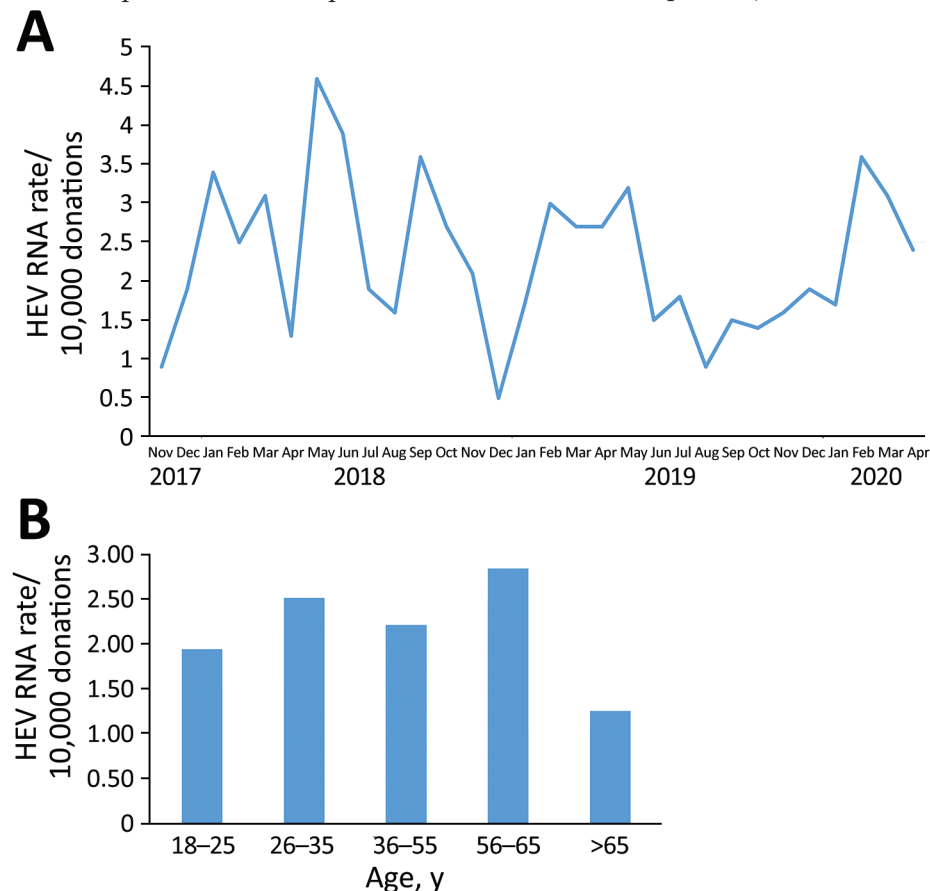 A
HEV RNA rate/
10,000 donations
5
4.5
4
3.5
3
2.5
2
1.5
1
0.5
0
Nov Dec Jan Feb Mar Apr May Jun Jul Aug Sep Oct Nov Dec Jan Feb Mar Apr May Jun Jul Aug Sep Oct Nov Dec Jan Feb Mar Apr
2017 2018 2019 2020
B
HEV RNA rate/
10,000 donations
3.00
2.50
2.00
1.50
1.00
0.50
0
18–25 26–35 36–55 56–65 >65
Age, y